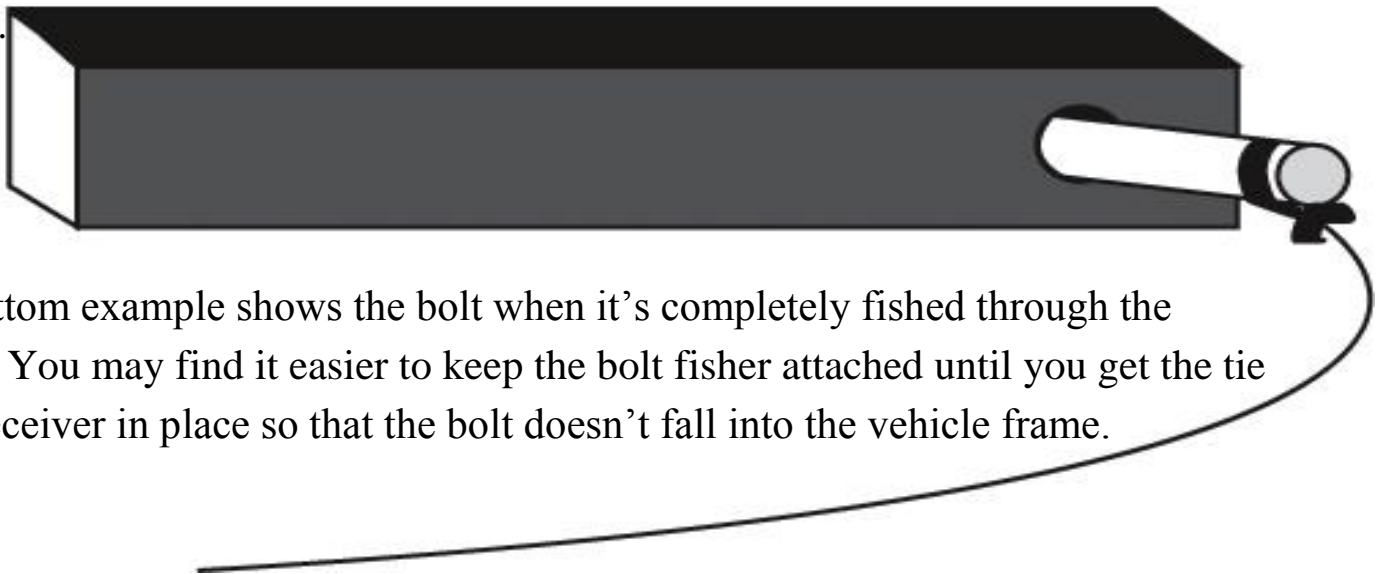 .
ttom example shows the bolt when it’s completely fished through the
You may find it easier to keep the bolt fisher attached until you get the tie
ceiver in place so that the bolt doesn’t fall into the vehicle frame.